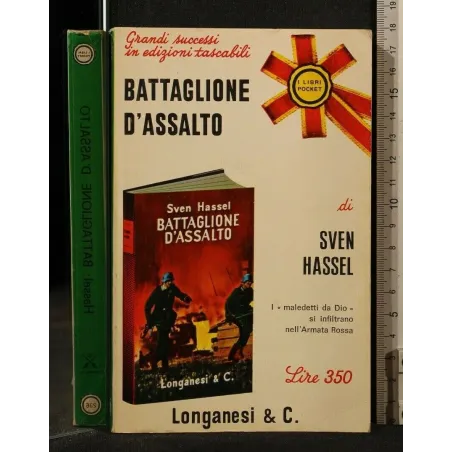 Grandi successi
in edizioni tascabili
BATTAGLIONE
D'ASSALTO
I LIBRI
POCKET
di
SVEN
HASSEL
I « maledetti da Dio »
si infiltrano
nell'Armata Rossa
Lire 350
Longanesi & C.
Sven Hassel
BATTAGLIONE
D'ASSALTO
Longanesi & C.
Hassel BATTAGLIONE D'ASSALTO